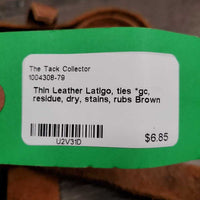 The Tack Collector
1004308-79
Thin Leather Latigo, ties *gc,
residue, dry, stains, rubs Brown
U2V31D
$6.85